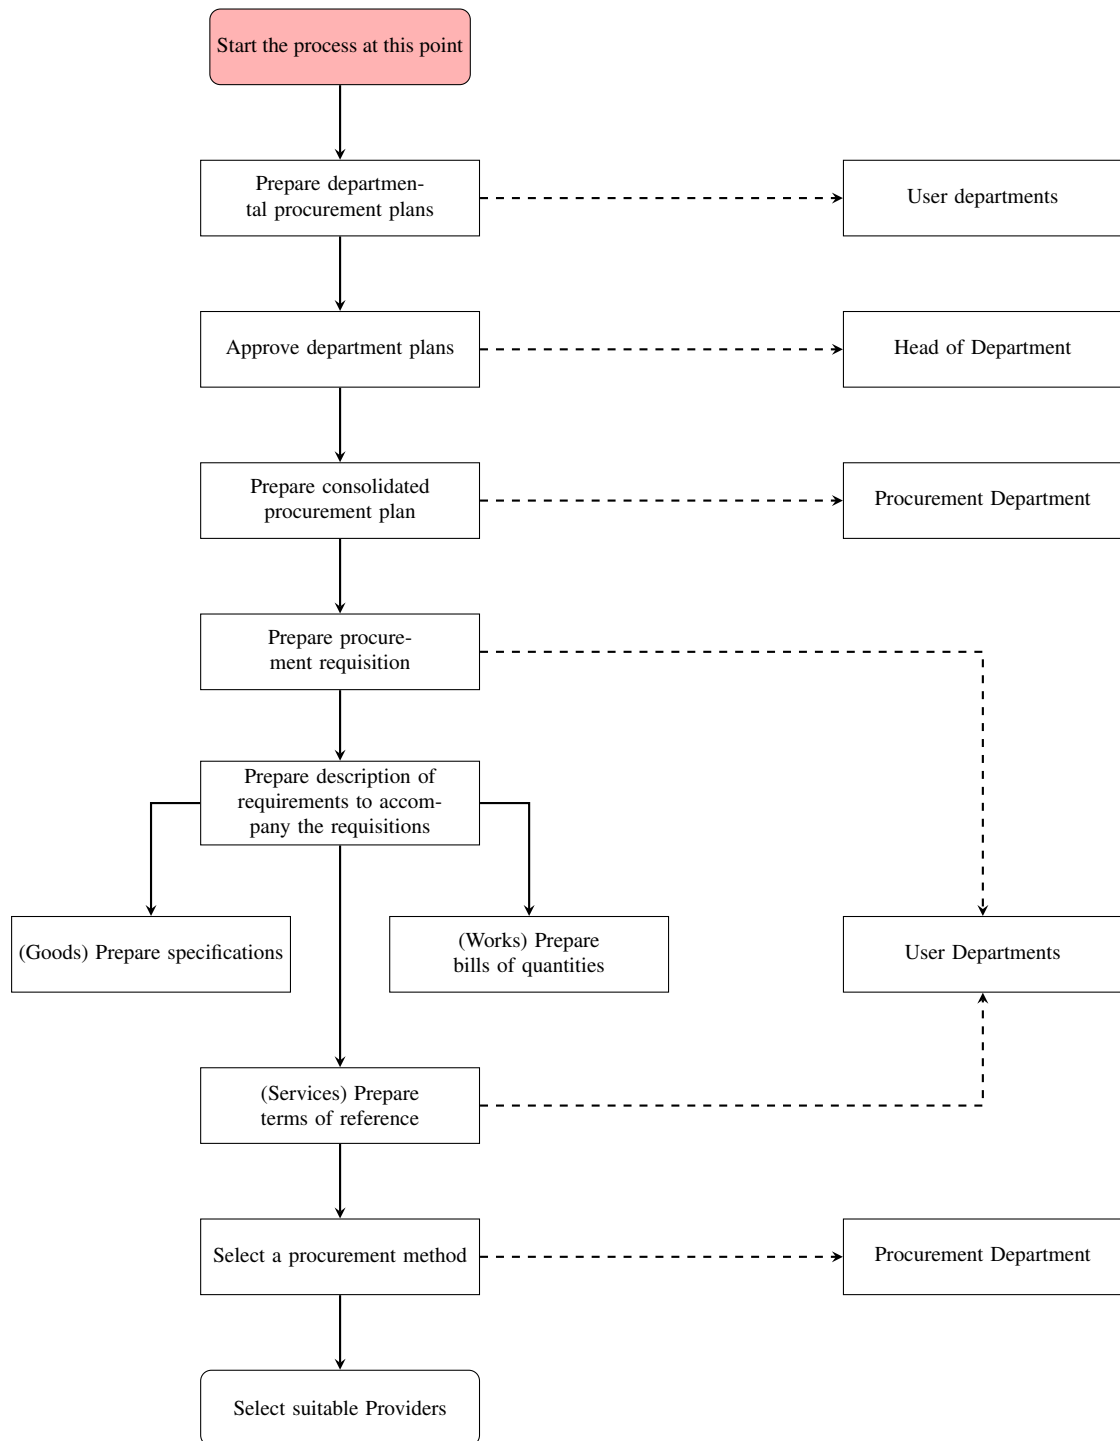 Start the process at this point
Prepare departmen-
tal procurement plans
User departments
Approve department plans
Head of Department
Prepare consolidated
procurement plan
Procurement Department
Prepare procure-
ment requisition
Prepare description of
requirements to accom-
pany the requisitions
(Goods) Prepare specifications
(Works) Prepare
bills of quantities
User Departments
(Services) Prepare
terms of reference
Select a procurement method
Procurement Department
Select suitable Providers